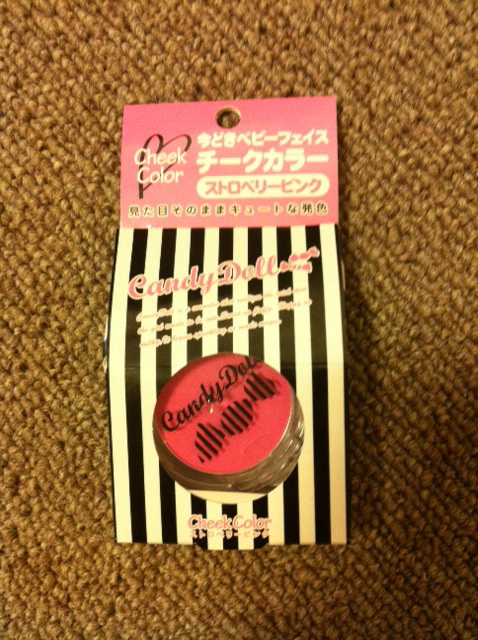 Cheek
Color
今どきベビーフェイス
チークカラー
ストロベリーピンク
見た目そのままキュートな発色
Candy Doll
Candy Doll
Cheek Color
ストロベリーピンク